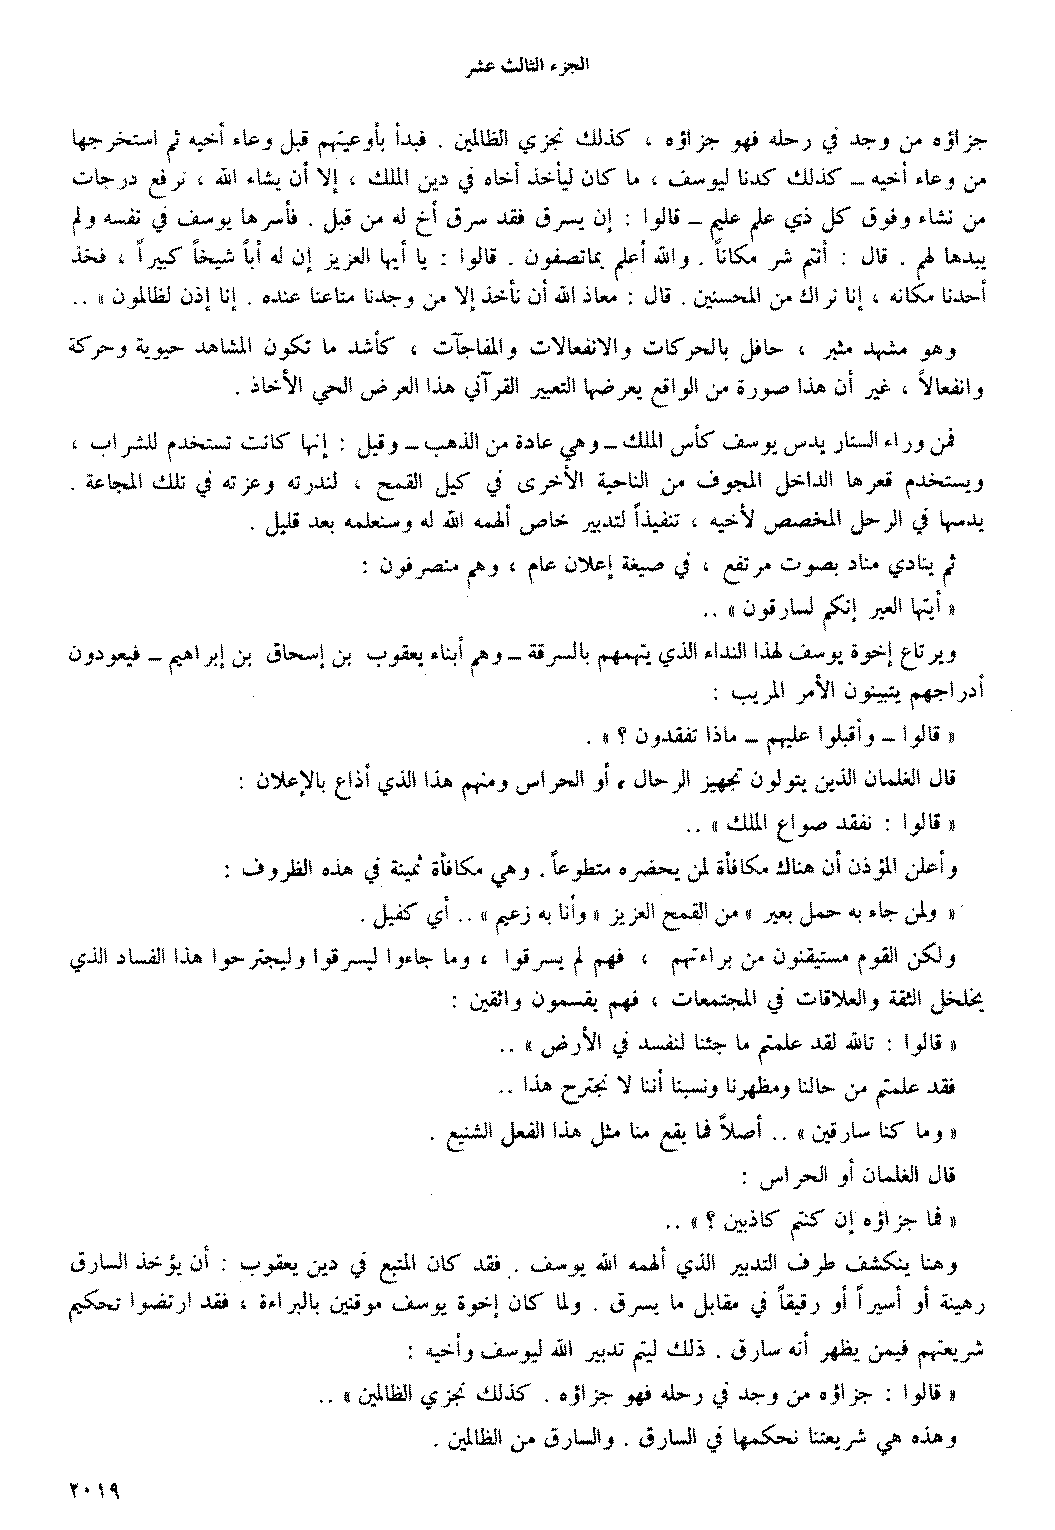 الجزء الثالث عشر
جزاؤه من وجد في رحله فهو جزاؤه ، كذلك نجزي الظالمين . فبدأ بأوعيتهم قبل وعاء أخيه ثم استخرجها
من وعاء أخيه – كذلك كدنا ليوسف ، ما كان ليأخذ أخاه في دين الملك ، إلا أن يشاء الله ، نرفع درجات
من نشاء وفوق كل ذي علم عليم – قالوا : إن يسرق فقد سرق أخ له من قبل . فأسرها يوسف في نفسه ولم
يبدها لهم . قال : أنتم شر مكاناً . والله أعلم بماتصفون . قالوا : يا أيها العزيز إن له أباً شيخاً كبيراً ، فخذ
أحدنا مكانه ، إنا نراك من المحسنين . قال : معاذ الله أن نأخذ إلا من وجدنا متاعنا عنده . إنا إذن لظالمون » ..
وهو مشهد مثير ، حافل بالحركات والانفعالات والمفاجآت ، كأشد ما تكون المشاهد حيوية وحركة
وانفعالاً ، غير أن هذا صورة من الواقع يعرضها التعبير القرآني هذا العرض الحي الأخاذ .
فمن وراء الستار يدس يوسف كأس الملك – وهي عادة من الذهب – وقيل : إنها كانت تستخدم للشراب ،
ويستخدم قعرها الداخل المجوف من الناحية الأخرى في كيل القمح ، لندرته وعزته في تلك المجاعة .
يدسها في الرحل المخصص لأخيه ، تنفيذاً لتدبير خاص ألهمه الله له وسنعلمه بعد قليل .
ثم ينادي مناد بصوت مرتفع ، في صيغة إعلان عام ، وهم منصرفون :
« أيتها العير إنكم لسارقون » ..
ويرتاع إخوة يوسف لهذا النداء الذي يتهمهم بالسرقة – وهم أبناء يعقوب بن إسحاق بن إبراهيم – فيعودون
أدراجهم يتبينون الأمر المريب :
« قالوا – وأقبلوا عليهم – ماذا تفقدون ؟ » .
قال الغلمان الذين يتولون تجهيز الرحال ، أو الحراس ومنهم هذا الذي أذاع بالإعلان :
« قالوا : نفقد صواع الملك » ..
وأعلن المؤذن أن هناك مكافأة لمن يحضره متطوعاً . وهي مكافأة ثمينة في هذه الظروف :
« ولمن جاء به حمل بعير » من القمح العزيز « وأنا به زعيم » .. أي كفيل .
ولكن القوم مستيقنون من براءتهم ، فهم لم يسرقوا ، وما جاءوا ليسرقوا وليجترحوا هذا الفساد الذي
يخلخل الثقة والعلاقات في المجتمعات ، فهم يقسمون واثقين :
« قالوا : تالله لقد علمتم ما جئنا لنفسد في الأرض » ..
فقد علمتم من حالنا ومظهرنا ونسبنا أننا لا نجترح هذا ..
« وما كنا سارقين » .. أصلاً فما يقع منا مثل هذا الفعل الشنيع .
قال الغلمان أو الحراس :
« فما جزاؤه إن كنتم كاذبين ؟ » ..
وهنا ينكشف طرف التدبير الذي ألهمه الله يوسف . فقد كان المتبع في دين يعقوب : أن يؤخذ السارق
رهينة أو أسيراً أو رقيقاً في مقابل ما يسرق . ولما كان إخوة يوسف موقنين بالبراءة ، فقد ارتضوا تحكيم
شريعتهم فيمن يظهر أنه سارق . ذلك ليتم تدبير الله ليوسف وأخيه :
« قالوا : جزاؤه من وجد في رحله فهو جزاؤه . كذلك نجزي الظالمين » ..
وهذه هي شريعتنا نحكمها في السارق . والسارق من الظالمين .
٢٠١٩